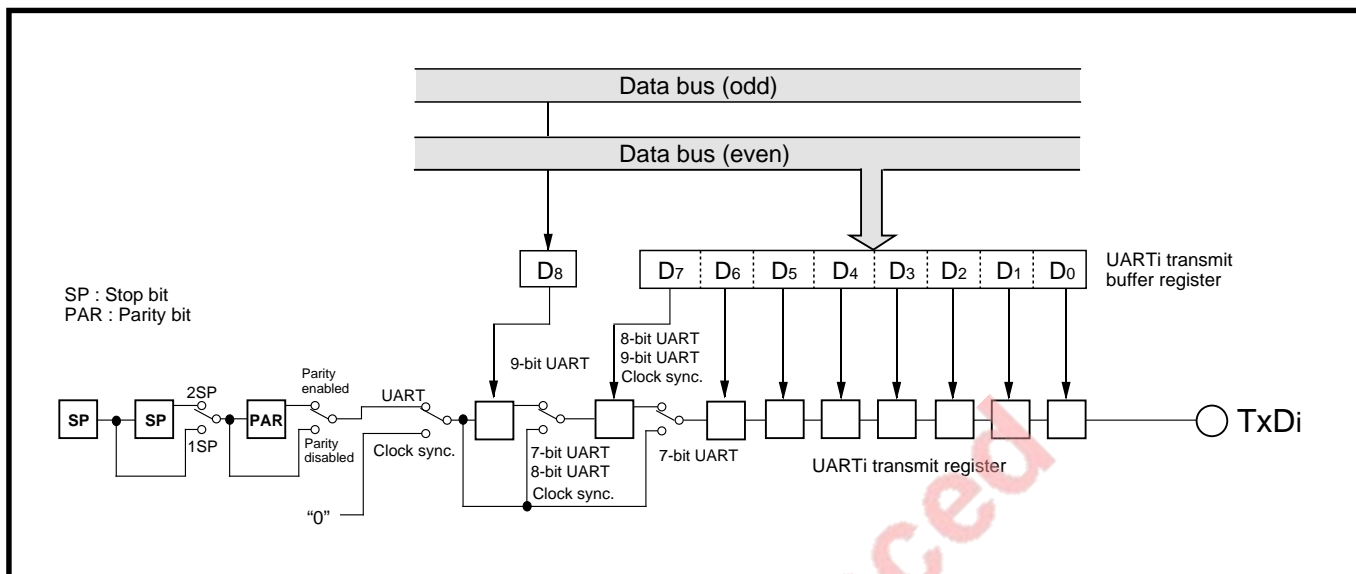 Data bus (odd)
Data bus (even)
D8
D7 D6 D5 D4 D3 D2 D1 D0
UARTi transmit
buffer register
SP : Stop bit
PAR : Parity bit
9-bit UART
8-bit UART
9-bit UART
Clock sync.
2SP
Parity
enabled
UART
SP
SP
PAR
TxDi
1SP
Parity
disabled
Clock sync.
7-bit UART
8-bit UART
Clock sync.
7-bit UART
UARTi transmit register
“0”